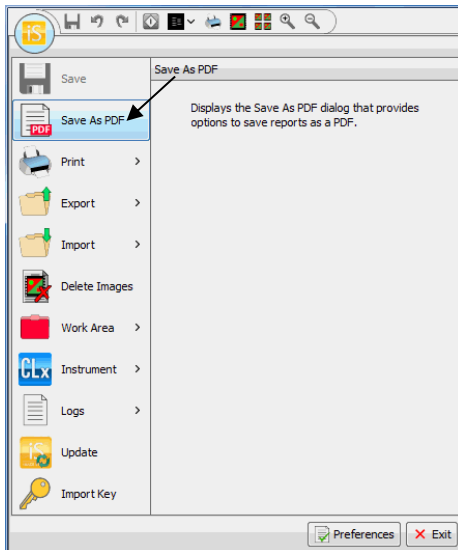 iS
Save
Save As PDF
Displays the Save As PDF dialog that provides
options to save reports as a PDF.
PDF
Save As PDF
Print
Export
Import
Delete Images
Work Area
CLx
Instrument
Logs
iS
Update
Import Key
Preferences
Exit